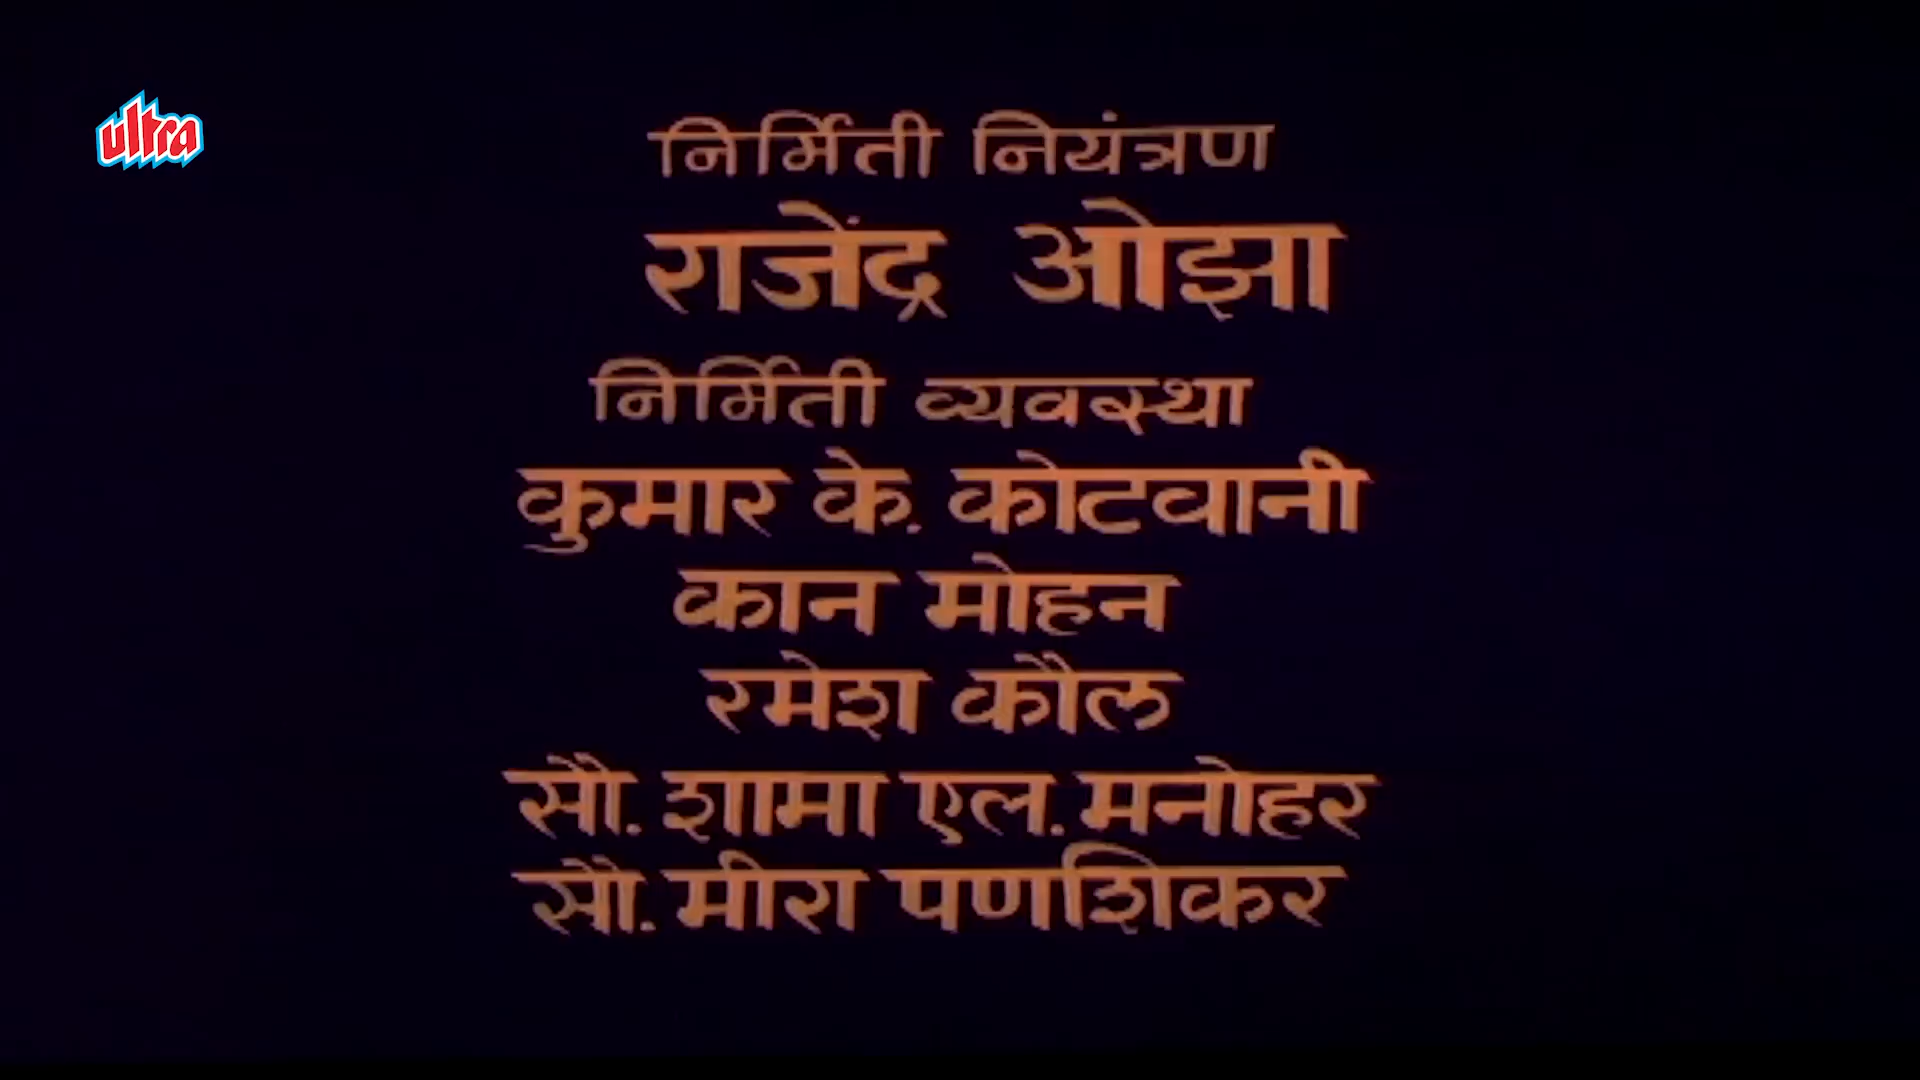 ultra
निर्मिती नियंत्रण
राजेंद्र ओझा
निर्मिती व्यवस्था
कुमार के. कोटवानी
कान मोहन
रमेश कौल
सौ. शामा एल. मनोहर
सौ. मीरा पणशिकर